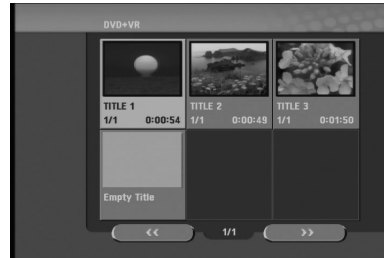 DVD+VR
TITLE 1
1/1 0:00:54
TITLE 2
1/1 0:00:49
TITLE 3
1/1 0:01:50
Empty Title
<< 1/1 >>